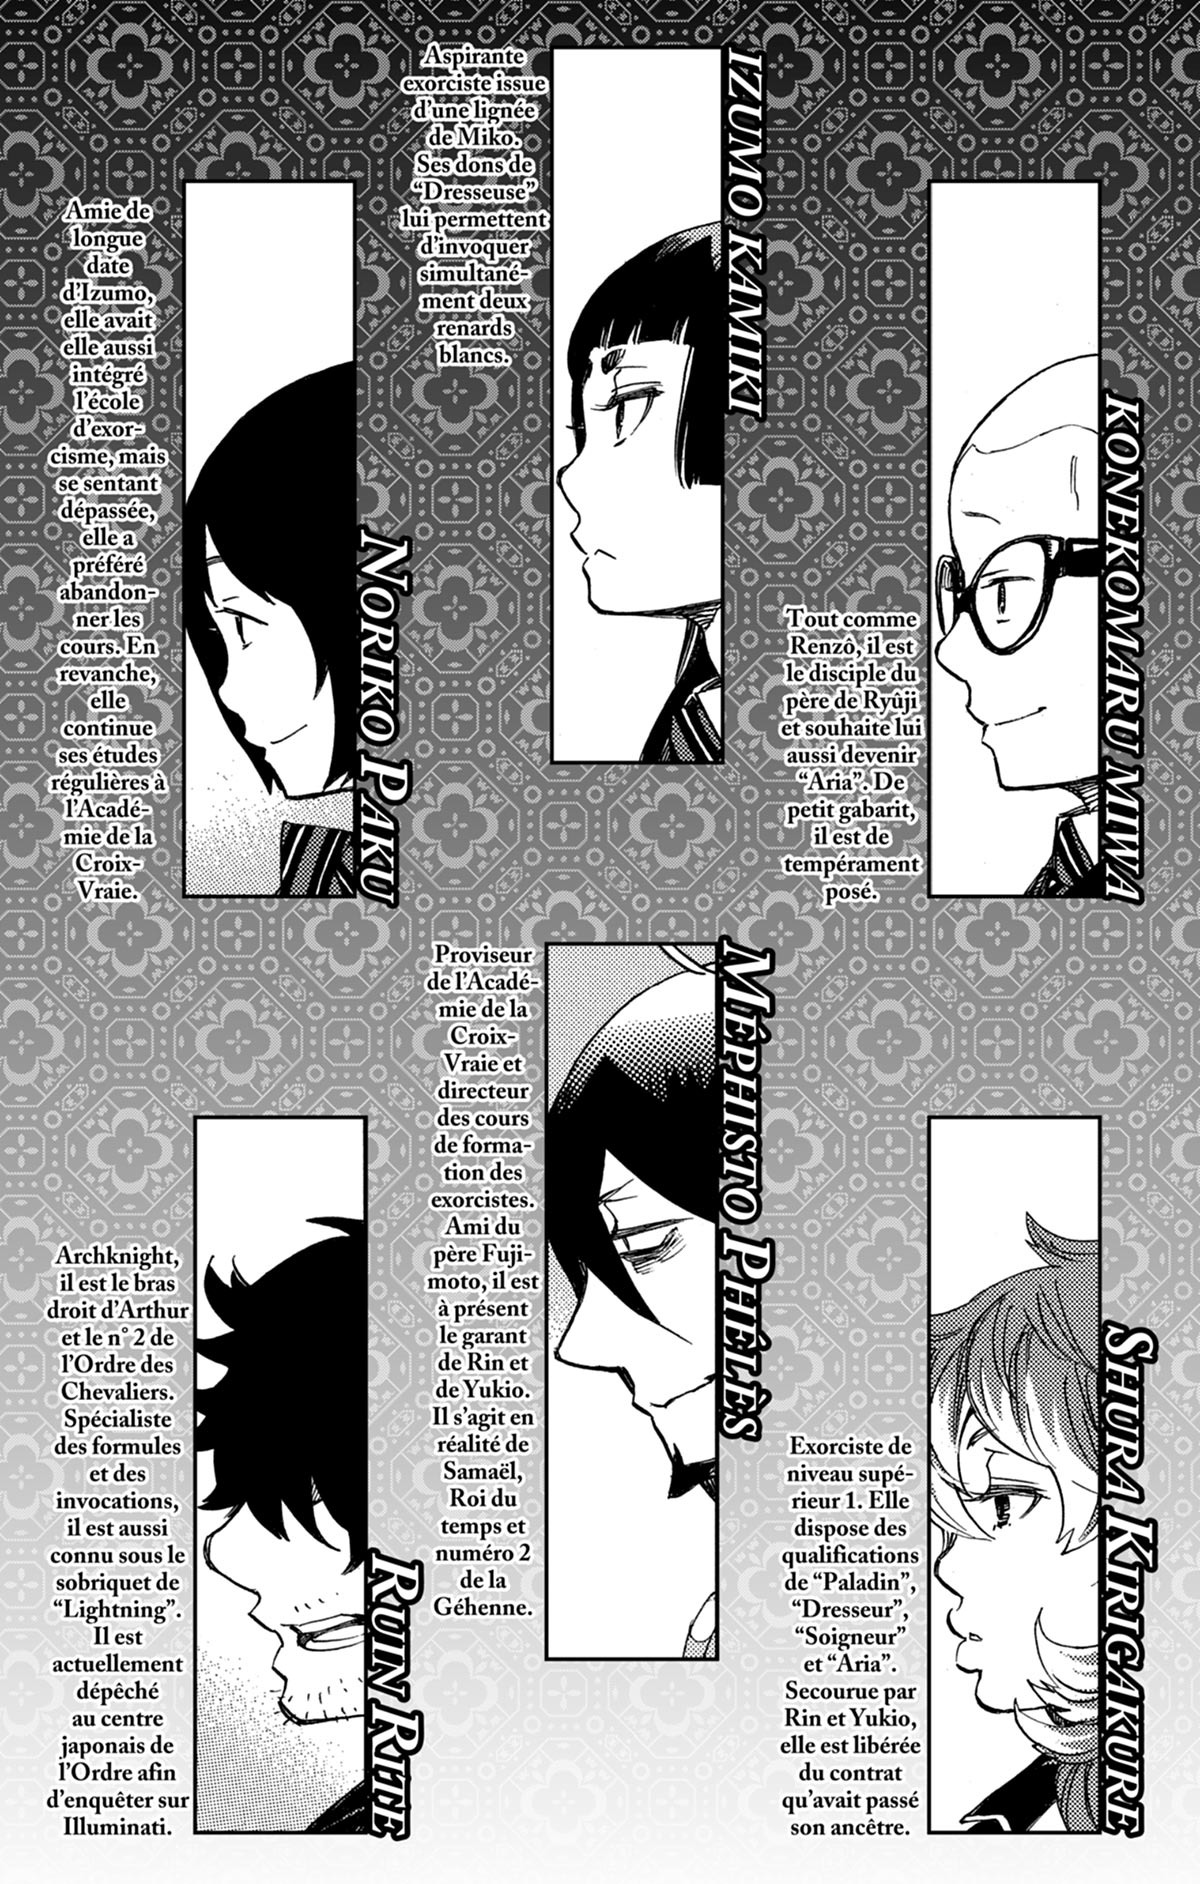 KONEKOMARU MIWA
Tout comme
Renzô, il est
le disciple du
père de Ryûji
et souhaite lui
aussi devenir
“Aria”. De
petit gabarit,
il est de
tempérament
posé.
IZUMO KAMIKI
Aspirante
exorciste issue
d’une lignée
de Miko.
Ses dons de
“Dresseuse”
lui permettent
d’invoquer
simultané-
ment deux
renards
blancs.
NORIKO PAKU
Amie de
longue
date
d’Izumo,
elle avait
elle aussi
intégré
l’école
d’exor-
cisme, mais
se sentant
dépassée,
elle a
préféré
abandon-
ner les
cours. En
revanche,
elle
continue
ses études
régulières à
l’Acadé-
mie de la
Croix-
Vraie.
SHURA KIRIGAKURE
Exorciste de
niveau supé-
rieur 1. Elle
dispose des
qualifications
de “Paladin”,
“Dresseur”,
“Soigneur”
et “Aria”.
Secourue par
Rin et Yukio,
elle est libérée
du contrat
qu’avait passé
son ancêtre.
MÉPHISTO PHÉLÈS
Proviseur
de l’Acadé-
mie de la
Croix-
Vraie et
directeur
des cours
de forma-
tion des
exorcistes.
Ami du
père Fuji-
moto, il est
à présent
le garant
de Rin et
de Yukio.
Il s’agit en
réalité de
Samaël,
Roi du
temps et
numéro 2
de la
Géhenne.
RUIN RITE
Archknight,
il est le bras
droit d’Arthur
et le n° 2 de
l’Ordre des
Chevaliers.
Spécialiste
des formules
et des
invocations,
il est aussi
connu sous le
sobriquet de
“Lightning”.
Il est
actuellement
dépêché
au centre
japonais de
l’Ordre afin
d’enquêter sur
Illuminati.